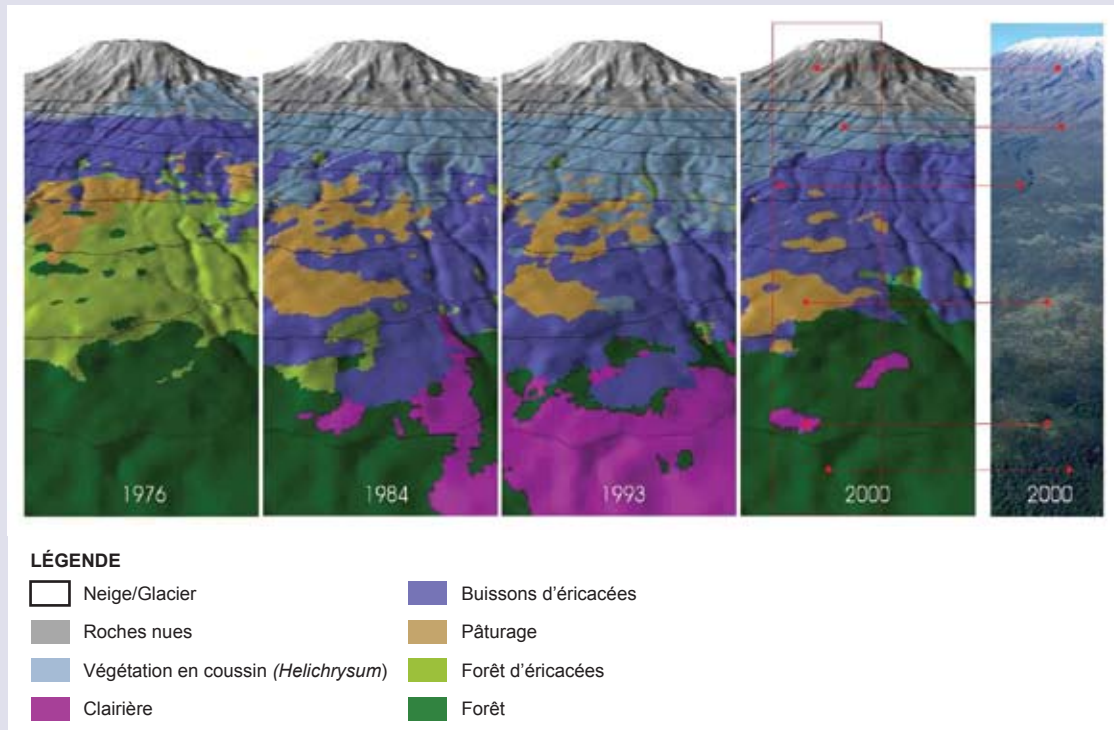 1976
1984
1993
2000
2000
LÉGENDE
Neige/Glacier
Roches nues
Végétation en coussin (Helichrysum)
Clairière
Buissons d'éricacées
Pâturage
Forêt d'éricacées
Forêt